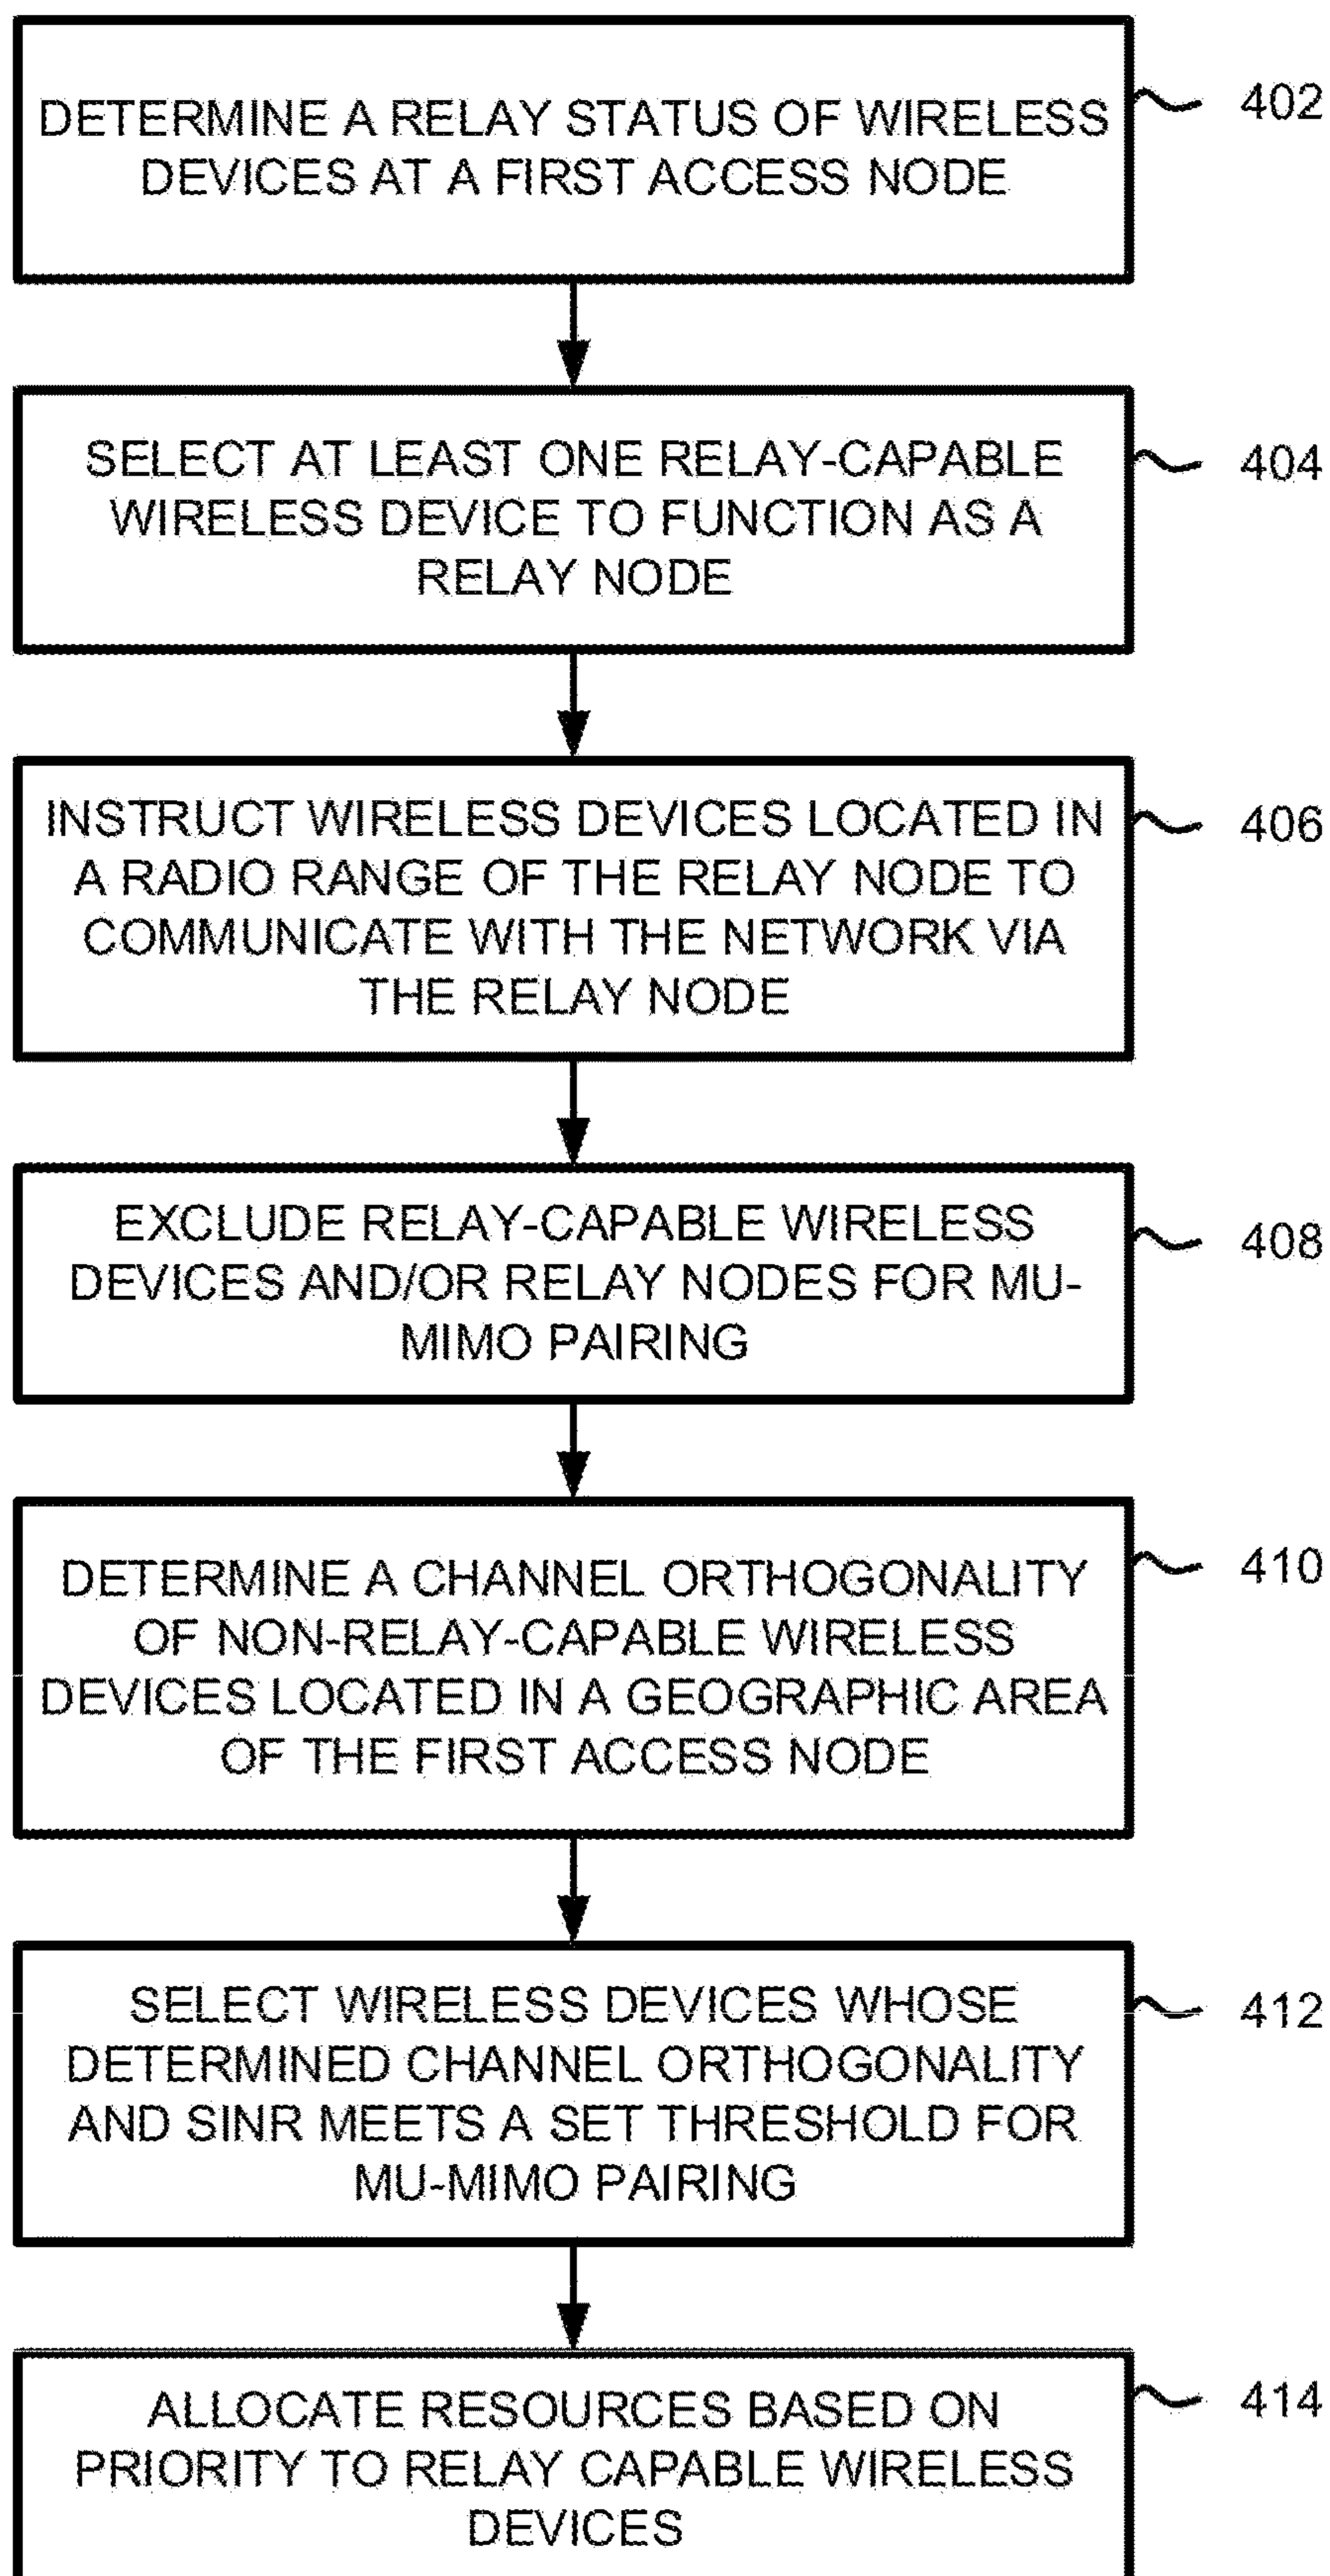 DETERMINE A RELAY STATUS OF WIRELESS
DEVICES AT A FIRST ACCESS NODE
402
SELECT AT LEAST ONE RELAY-CAPABLE
WIRELESS DEVICE TO FUNCTION AS A
RELAY NODE
404
INSTRUCT WIRELESS DEVICES LOCATED IN
A RADIO RANGE OF THE RELAY NODE TO
COMMUNICATE WITH THE NETWORK VIA
THE RELAY NODE
406
EXCLUDE RELAY-CAPABLE WIRELESS
DEVICES AND/OR RELAY NODES FOR MU-
MIMO PAIRING
408
DETERMINE A CHANNEL ORTHOGONALITY
OF NON-RELAY-CAPABLE WIRELESS
DEVICES LOCATED IN A GEOGRAPHIC AREA
OF THE FIRST ACCESS NODE
410
SELECT WIRELESS DEVICES WHOSE
DETERMINED CHANNEL ORTHOGONALITY
AND SINR MEETS A SET THRESHOLD FOR
MU-MIMO PAIRING
412
ALLOCATE RESOURCES BASED ON
PRIORITY TO RELAY CAPABLE WIRELESS
DEVICES
414